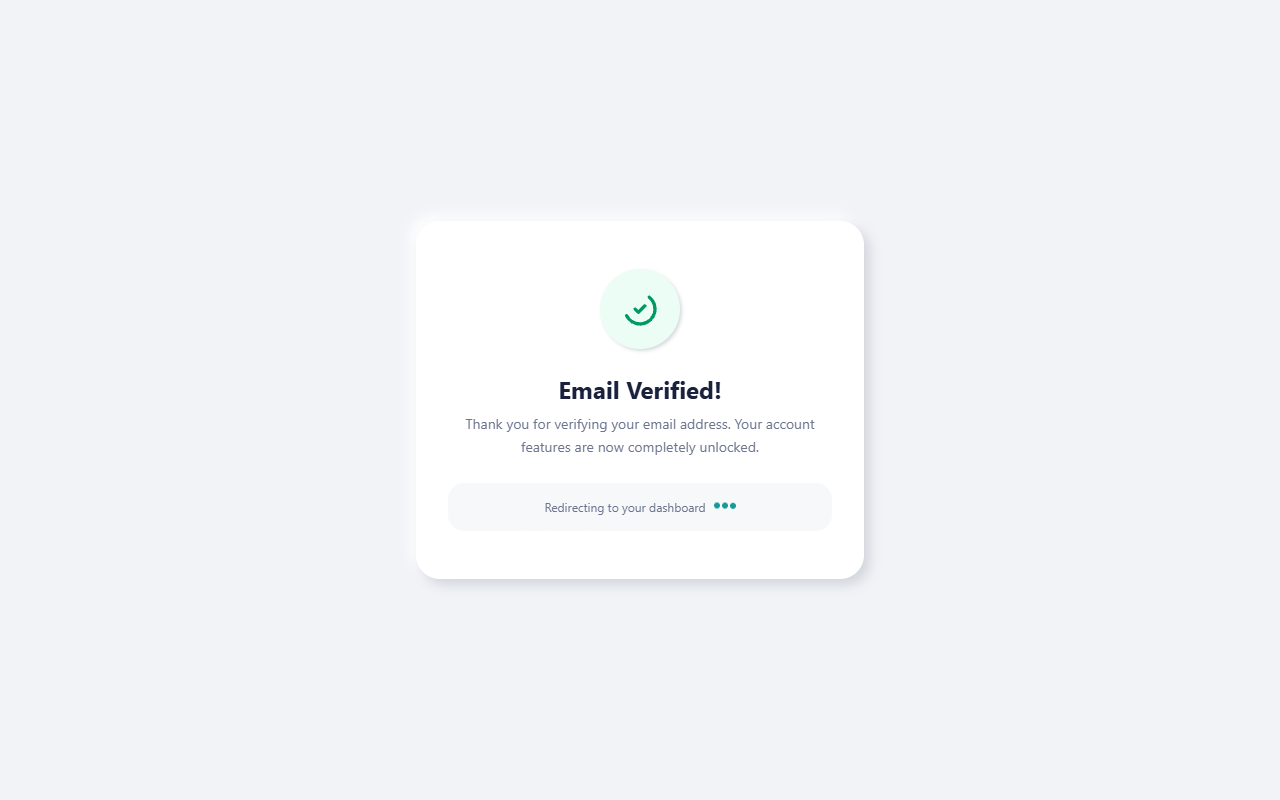 Email Verified!
Thank you for verifying your email address. Your account
features are now completely unlocked.
Redirecting to your dashboard